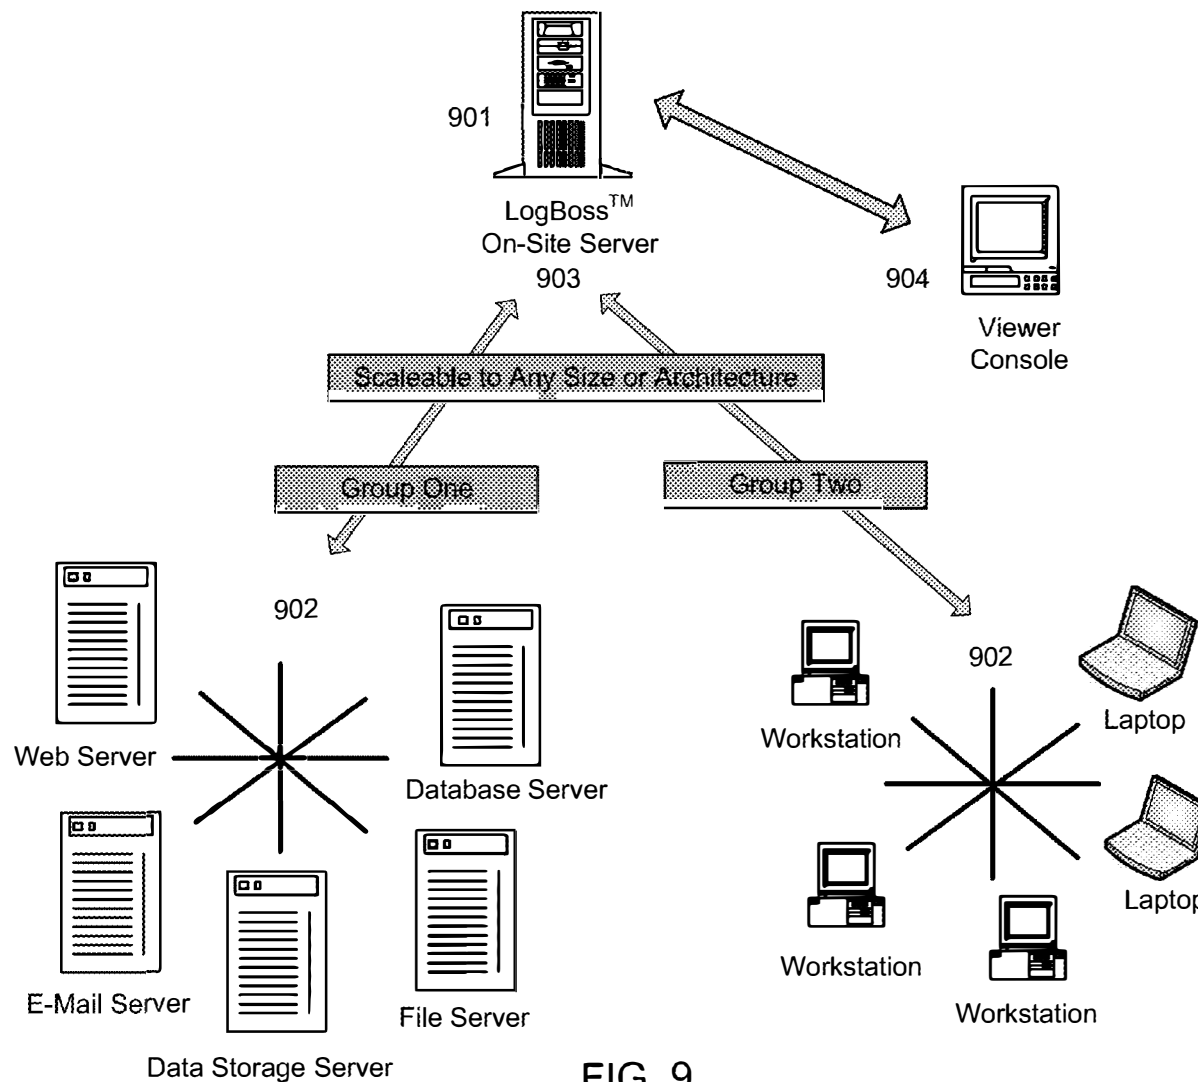 901
LogBoss™
On-Site Server
903
904
Viewer
Console
Scaleable to Any Size or Architecture
Group One
Group Two
902
902
Web Server
Database Server
E-Mail Server
File Server
Data Storage Server
Workstation
Laptop
Workstation
Laptop
Workstation
FIG. 9